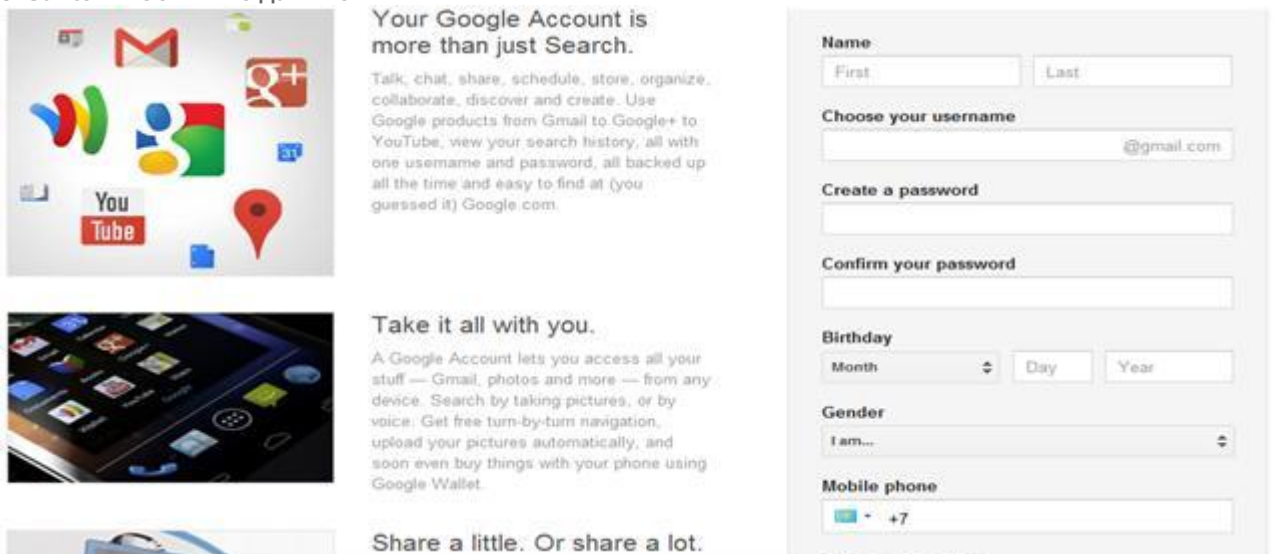 Your Google Account is
more than just Search.
Talk, chat, share, schedule, store, organize,
collaborate, discover and create. Use
Google products from Gmail to Google+ to
YouTube, view your search history, all with
one username and password, all backed up
all the time and easy to find at (you
guessed it) Google.com.
g+
31
You
Tube
Take it all with you.
A Google Account lets you access all your
stuff — Gmail, photos and more — from any
device. Search by taking pictures, or by
voice. Get free turn-by-turn navigation,
upload your pictures automatically, and
soon even buy things with your phone using
Google Wallet.
Share a little. Or share a lot.
Name
First Last
Choose your username
@gmail.com
Create a password
Confirm your password
Birthday
Month Day Year
Gender
I am...
Mobile phone
+7